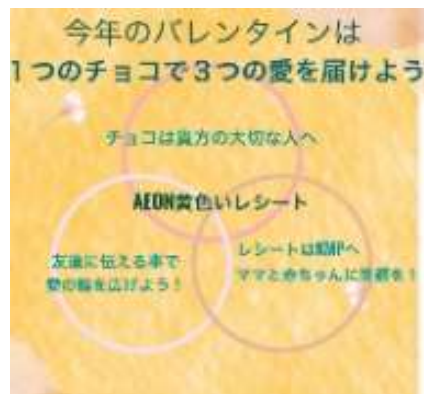 今年のバレンタインは
1つのチョコで3つの愛を届けよう
チョコは貴方の大切な人へ
AEON黄色いレシート
友達に伝える事で
愛の輪を広げよう！
レシートはNMPへ
ママと赤ちゃんに笑顔を！